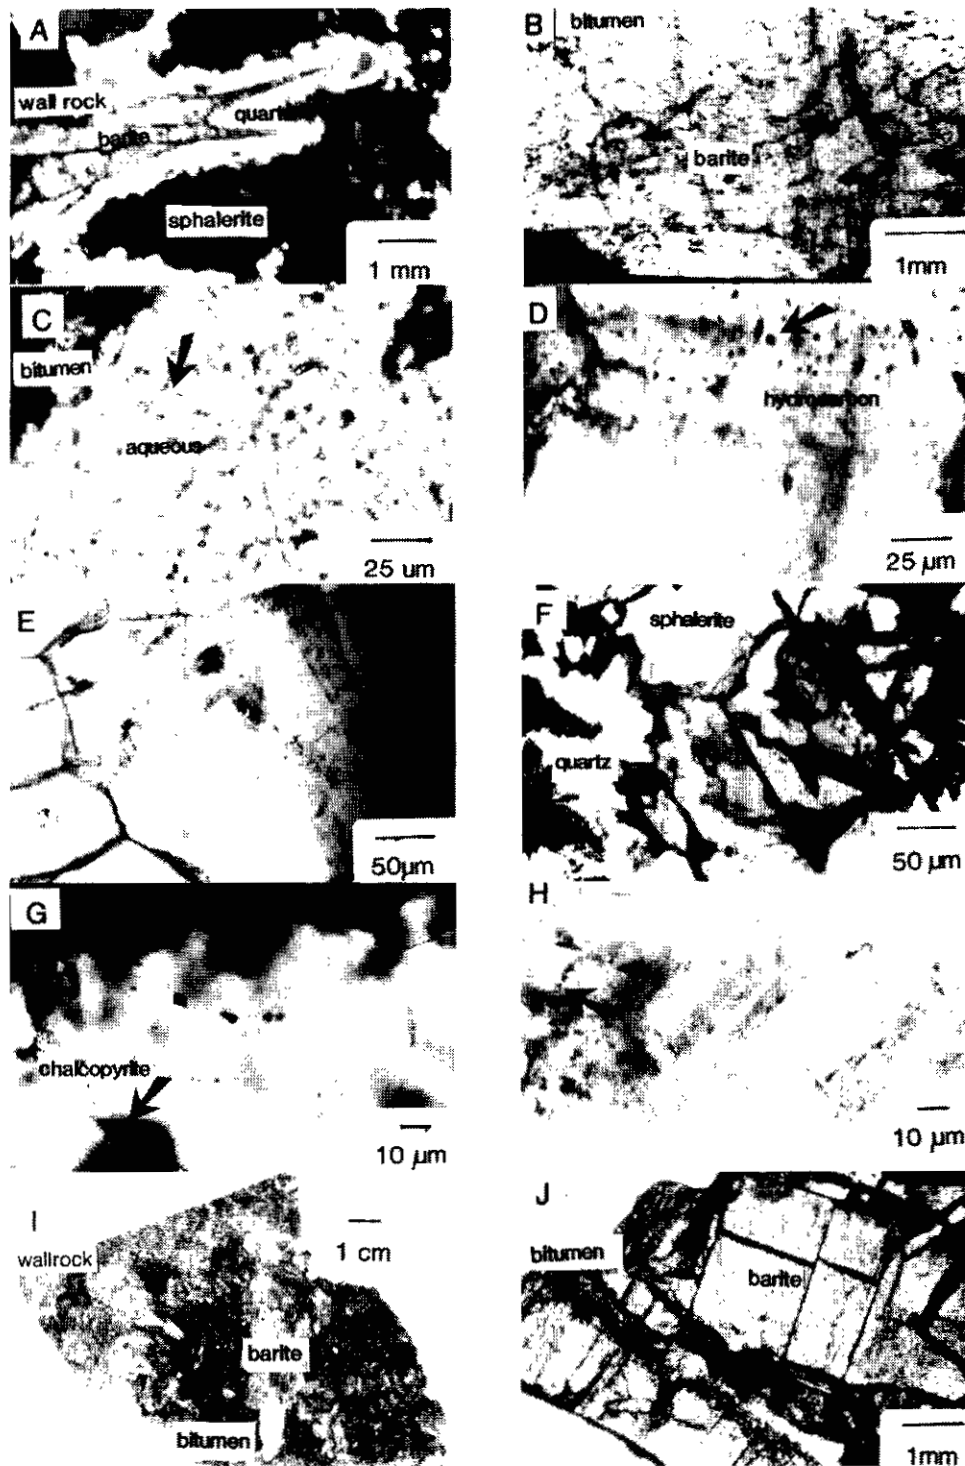 A
wall rock
quartz
barite
sphalerite
1 mm
B
bitumen
barite
1mm
C
bitumen
aqueous
25 um
D
hydrocarbon
25 µm
E
50µm
F
sphalerite
quartz
50 µm
G
chalcopyrite
10 µm
H
10 µm
I
1 cm
wallrock
barite
bitumen
J
bitumen
barite
1mm